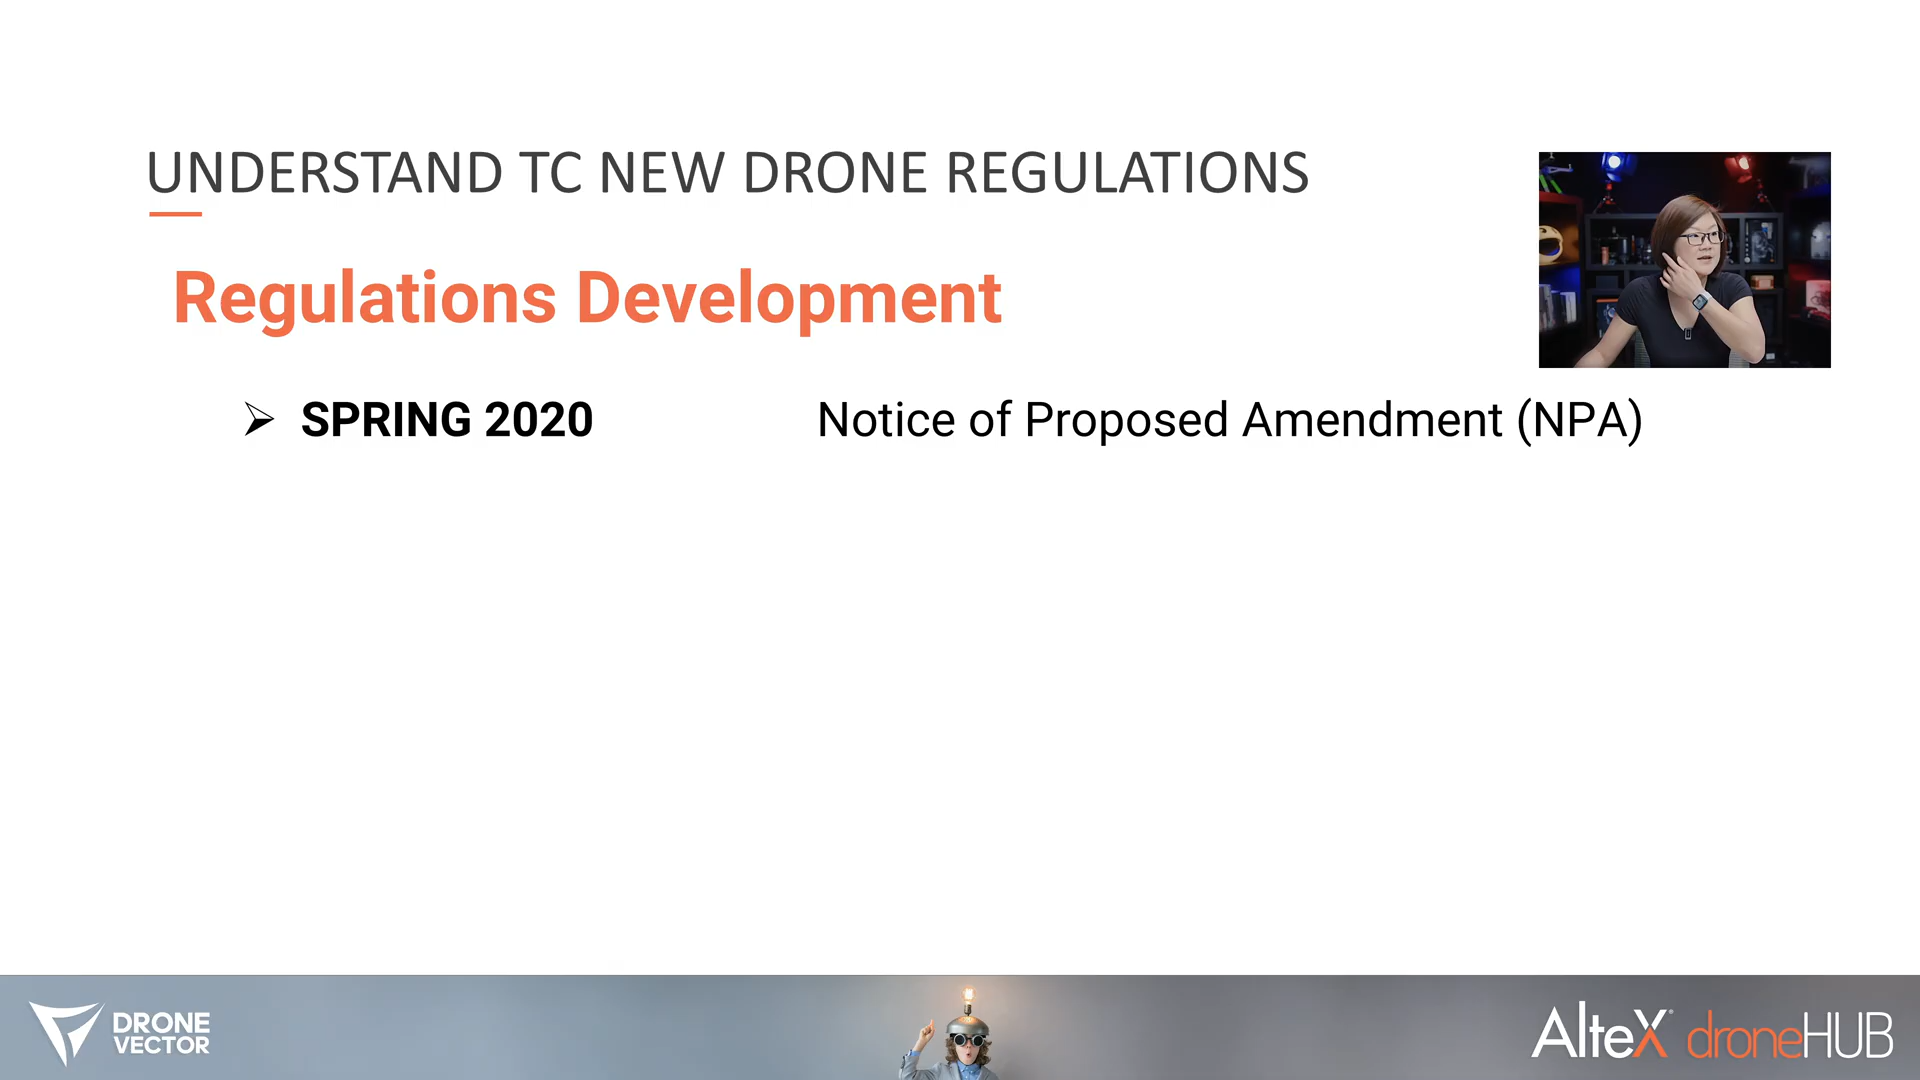 UNDERSTAND TC NEW DRONE REGULATIONS
Regulations Development
SPRING 2020 Notice of Proposed Amendment (NPA)
DRONE
VECTOR
AlteX droneHUB